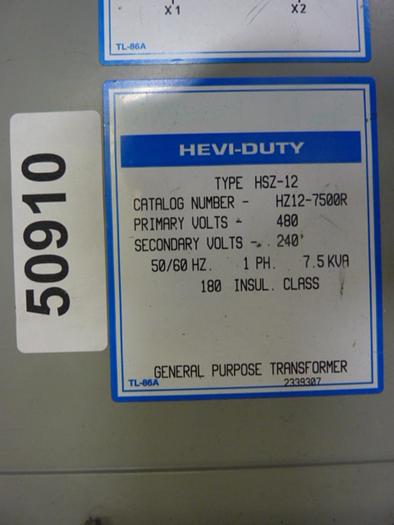 X1 X2
TL-86A
HEVI-DUTY
TYPE HSZ-12
CATALOG NUMBER - HZ12-7500R
PRIMARY VOLTS - 480
SECONDARY VOLTS - 240
50/60 HZ. 1 PH. 7.5 KVA
180 INSUL. CLASS
GENERAL PURPOSE TRANSFORMER
TL-86A 2339307
50910